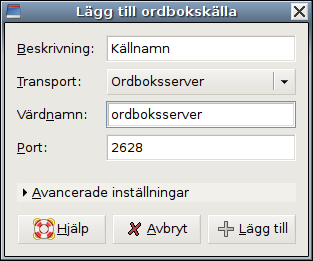 Lägg till ordbokskälla
Beskrivning: Källnamn
Transport: Ordboksserver
Värdnamn: ordboksserver
Port: 2628
Avancerade inställningar
Hjälp Avbryt Lägg till